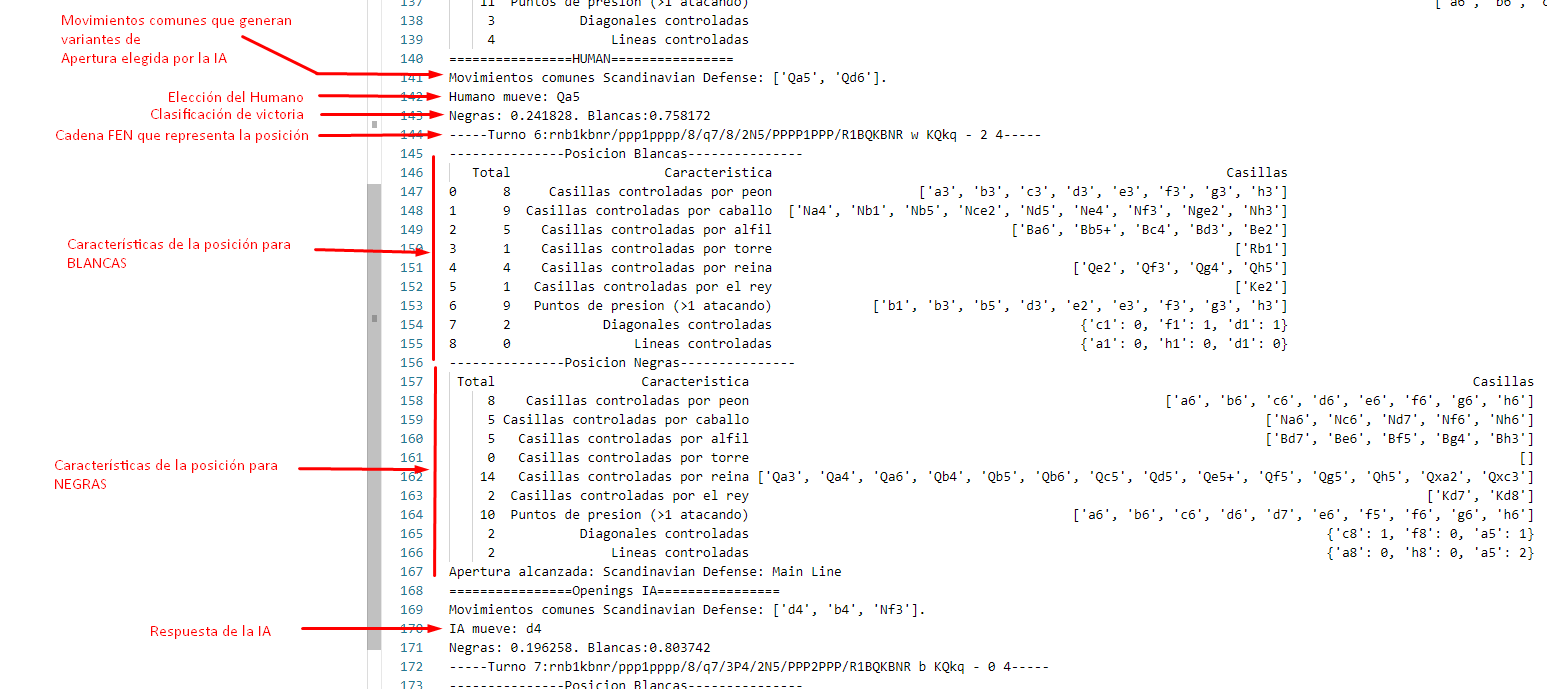 137 11 Puntos de presion (>1 atacando) ['a6', 'b6', 'c
138 3 Diagonales controladas
139 4 Lineas controladas
140 ================HUMAN================
Movimientos comunes que generan
variantes de
Apertura elegida por la IA
141 Movimientos comunes Scandinavian Defense: ['Qa5', 'Qd6'].
Elección del Humano
142 Humano mueve: Qa5
Clasificación de victoria
143 Negras: 0.241828. Blancas:0.758172
Cadena FEN que representa la posición
144 -----Turno 6:rnb1kbnr/ppp1pppp/8/q7/8/2N5/PPPP1PPP/R1BQKBNR w KQkq - 2 4-----
145 ---------------Posicion Blancas---------------
146 Total Caracteristica Casillas
147 0 8 Casillas controladas por peon ['a3', 'b3', 'c3', 'd3', 'e3', 'f3', 'g3', 'h3']
148 1 9 Casillas controladas por caballo ['Na4', 'Nb1', 'Nb5', 'Nce2', 'Nd5', 'Ne4', 'Nf3', 'Nge2', 'Nh3']
149 2 5 Casillas controladas por alfil ['Ba6', 'Bb5+', 'Bc4', 'Bd3', 'Be2']
Características de la posición para
BLANCAS
150 3 1 Casillas controladas por torre ['Rb1']
151 4 4 Casillas controladas por reina ['Qe2', 'Qf3', 'Qg4', 'Qh5']
152 5 1 Casillas controladas por el rey ['Ke2']
153 6 9 Puntos de presion (>1 atacando) ['b1', 'b3', 'b5', 'd3', 'e2', 'e3', 'f3', 'g3', 'h3']
154 7 2 Diagonales controladas {'c1': 0, 'f1': 1, 'd1': 1}
155 8 0 Lineas controladas {'a1': 0, 'h1': 0, 'd1': 0}
156 ---------------Posicion Negras---------------
157 Total Caracteristica Casillas
158 8 Casillas controladas por peon ['a6', 'b6', 'c6', 'd6', 'e6', 'f6', 'g6', 'h6']
159 5 Casillas controladas por caballo ['Na6', 'Nc6', 'Nd7', 'Nf6', 'Nh6']
160 5 Casillas controladas por alfil ['Bd7', 'Be6', 'Bf5', 'Bg4', 'Bh3']
161 0 Casillas controladas por torre []
Características de la posición para
NEGRAS
162 14 Casillas controladas por reina ['Qa3', 'Qa4', 'Qa6', 'Qb4', 'Qb5', 'Qb6', 'Qc5', 'Qd5', 'Qe5+', 'Qf5', 'Qg5', 'Qh5', 'Qxa2', 'Qxc3']
163 2 Casillas controladas por el rey ['Kd7', 'Kd8']
164 10 Puntos de presion (>1 atacando) ['a6', 'b6', 'c6', 'd6', 'd7', 'e6', 'f5', 'f6', 'g6', 'h6']
165 2 Diagonales controladas {'c8': 1, 'f8': 0, 'a5': 1}
166 2 Lineas controladas {'a8': 0, 'h8': 0, 'a5': 2}
167 Apertura alcanzada: Scandinavian Defense: Main Line
168 ================Openings IA================
169 Movimientos comunes Scandinavian Defense: ['d4', 'b4', 'Nf3'].
Respuesta de la IA
170 IA mueve: d4
171 Negras: 0.196258. Blancas:0.803742
172 -----Turno 7:rnb1kbnr/ppp1pppp/8/q7/3P4/2N5/PPP2PPP/R1BQKBNR b KQkq - 0 4-----
173 ---------------Posicion Blancas---------------